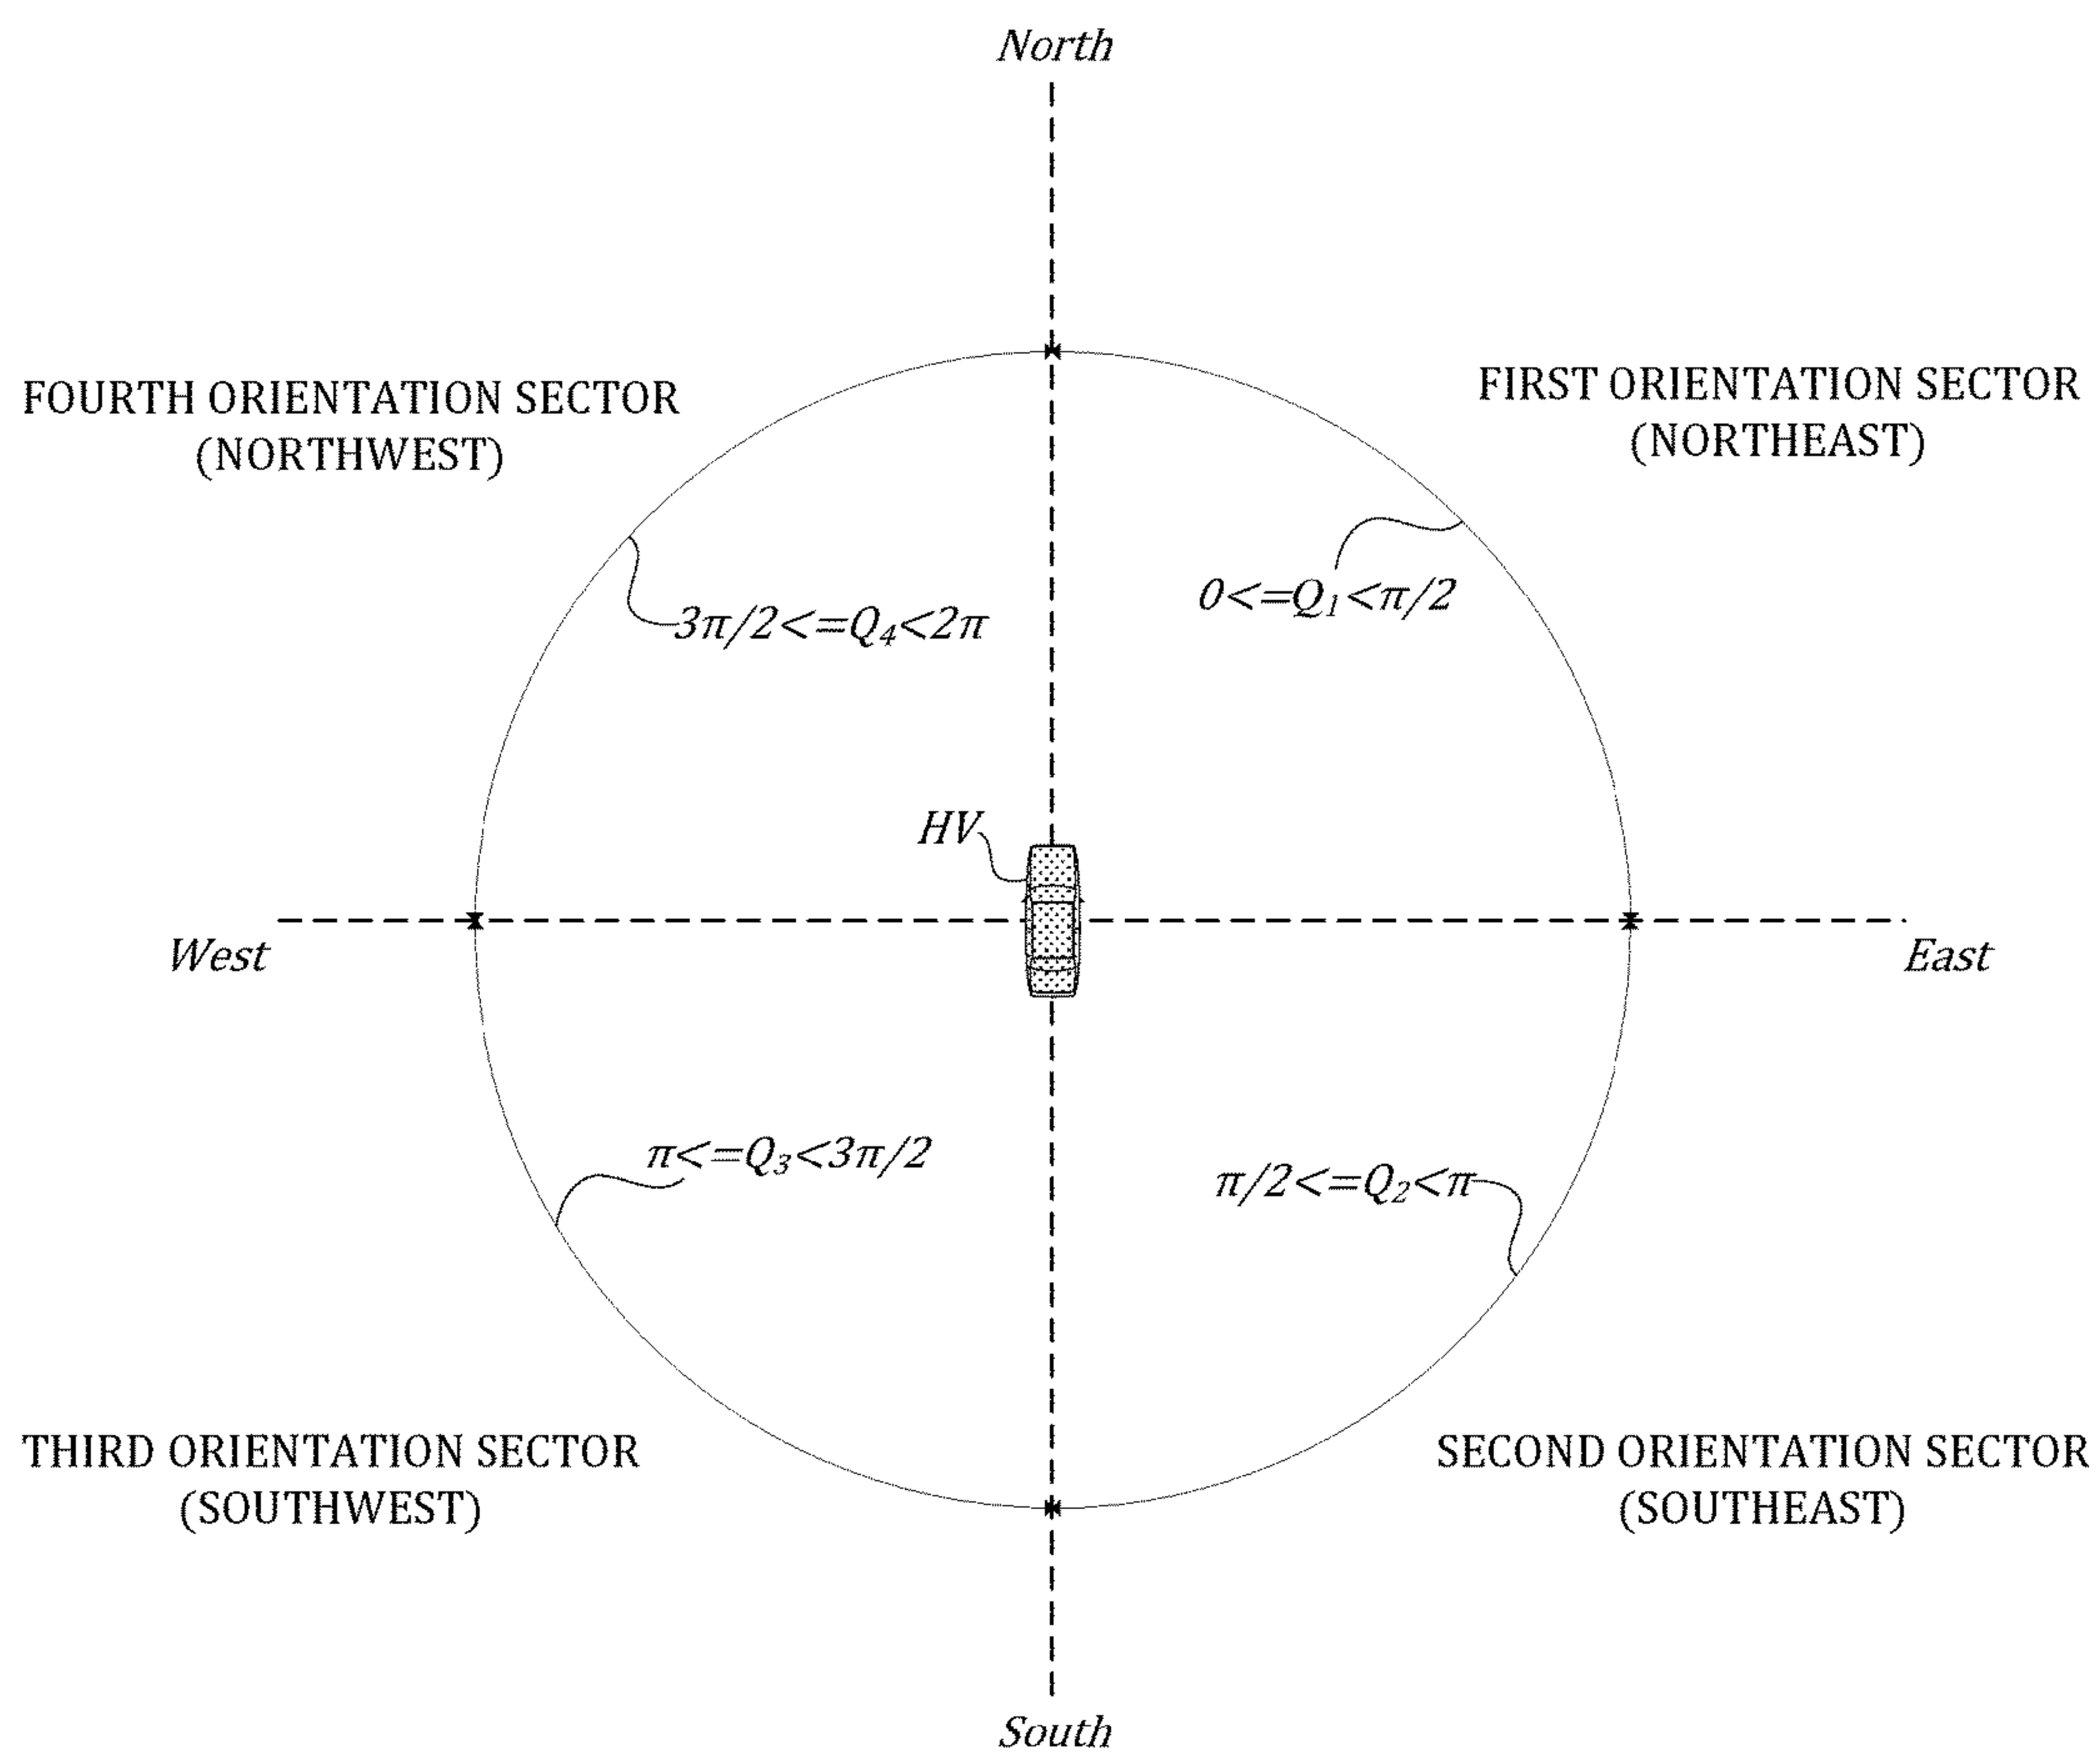 North
FOURTH ORIENTATION SECTOR
(NORTHWEST)
FIRST ORIENTATION SECTOR
(NORTHEAST)
0<=Q₁<π/2
3π/2<=Q₄<2π
HV
West
East
π<=Q₃<3π/2
π/2<=Q₂<π
THIRD ORIENTATION SECTOR
(SOUTHWEST)
SECOND ORIENTATION SECTOR
(SOUTHEAST)
South